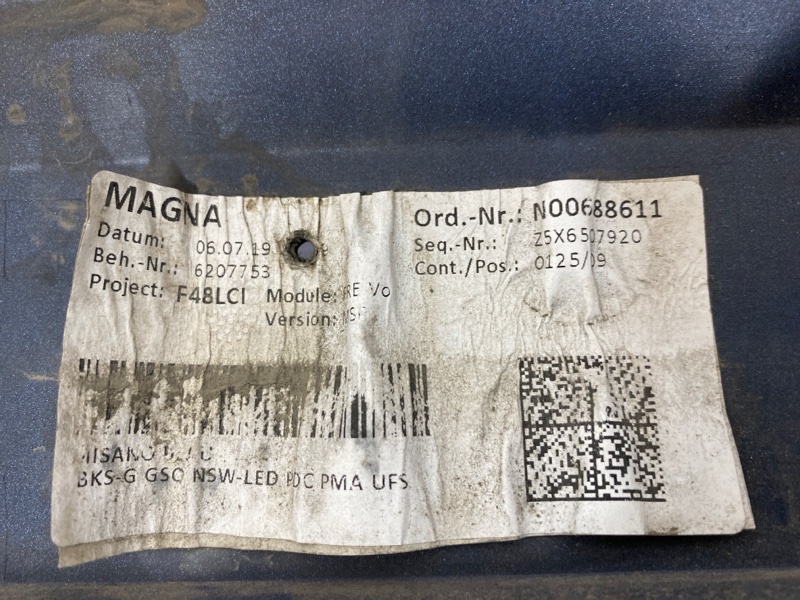 MAGNA
Datum: 06.07.19
Beh.-Nr.: 6207753
Project: F48LCI Module:
Version:
Ord.-Nr.: N00688611
Seq.-Nr.: Z5X6507920
Cont./Pos.: 0125/09
BKS-G GSO NSW-LED PDC PMA UFS